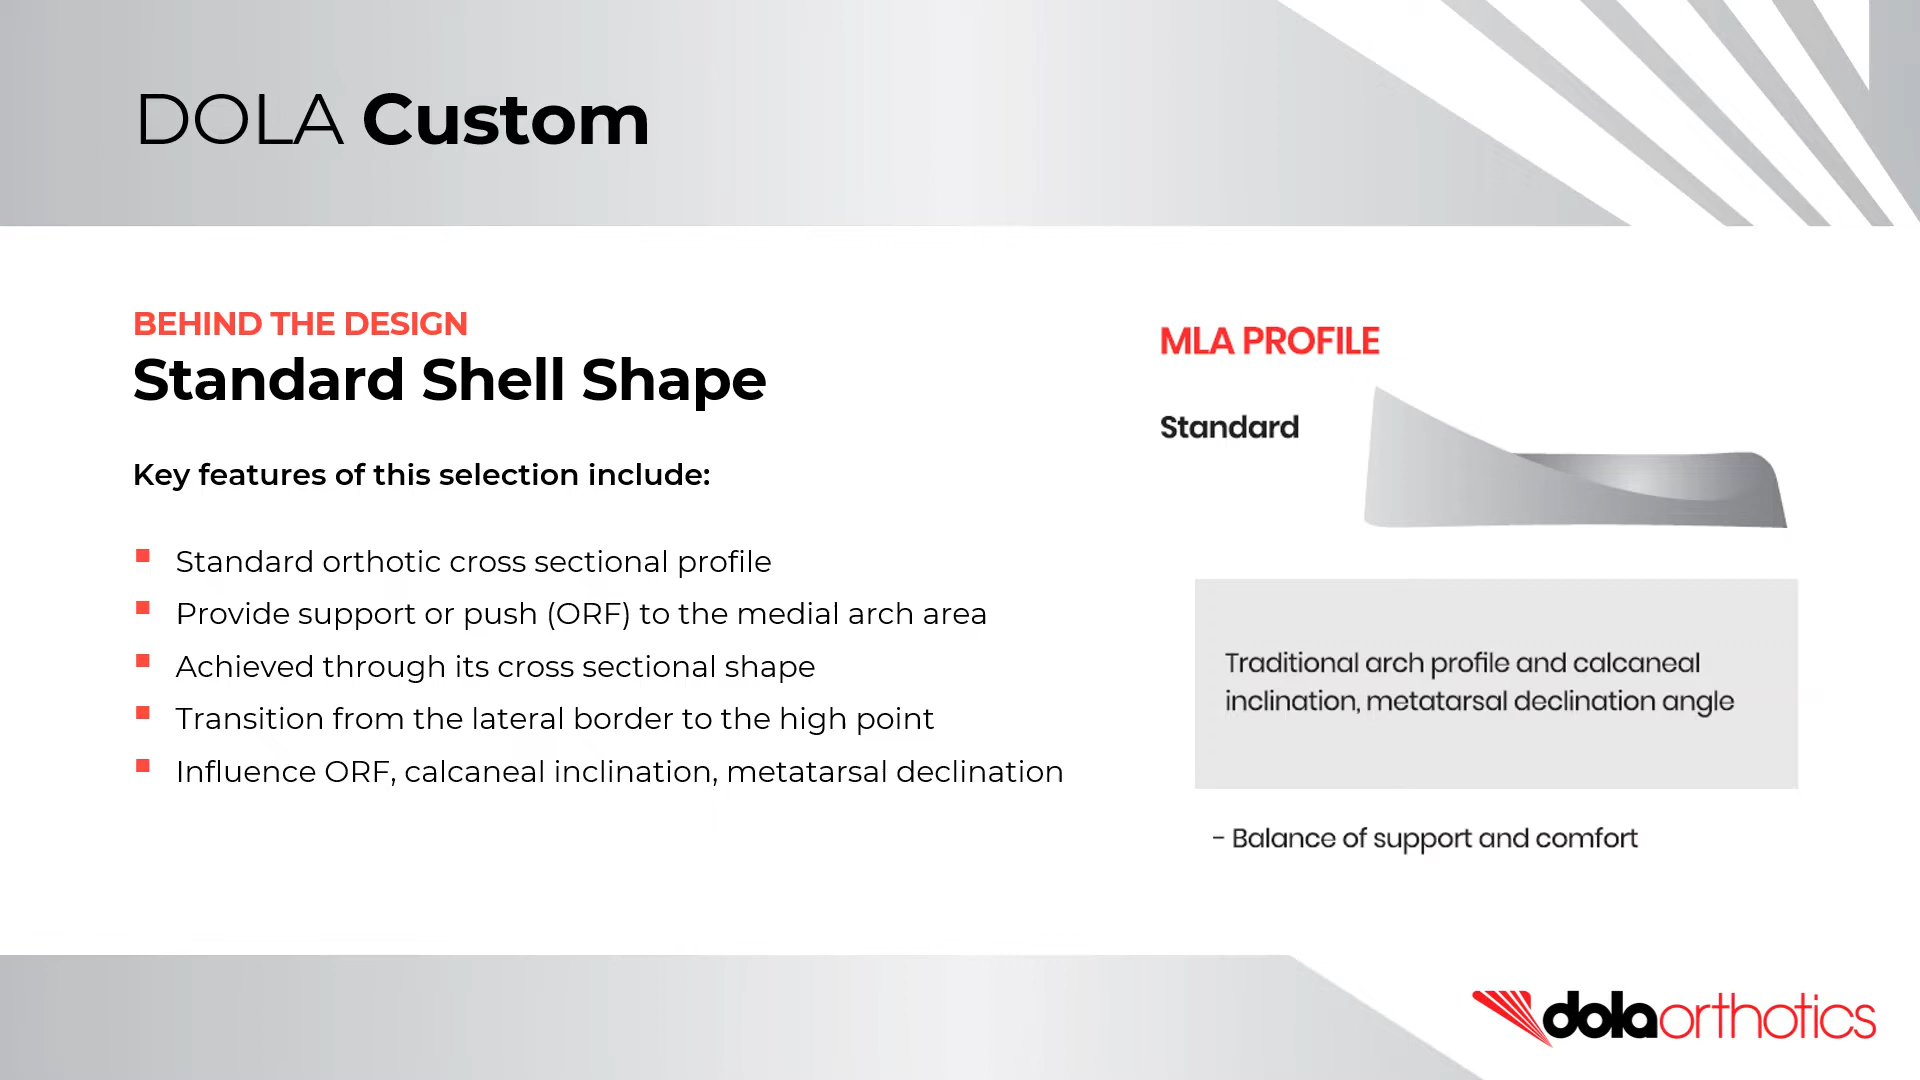 DOLA Custom
BEHIND THE DESIGN
Standard Shell Shape
Key features of this selection include:
Standard orthotic cross sectional profile
Provide support or push (ORF) to the medial arch area
Achieved through its cross sectional shape
Transition from the lateral border to the high point
Influence ORF, calcaneal inclination, metatarsal declination
MLA PROFILE
Standard
Traditional arch profile and calcaneal
inclination, metatarsal declination angle
- Balance of support and comfort
dolaorthotics